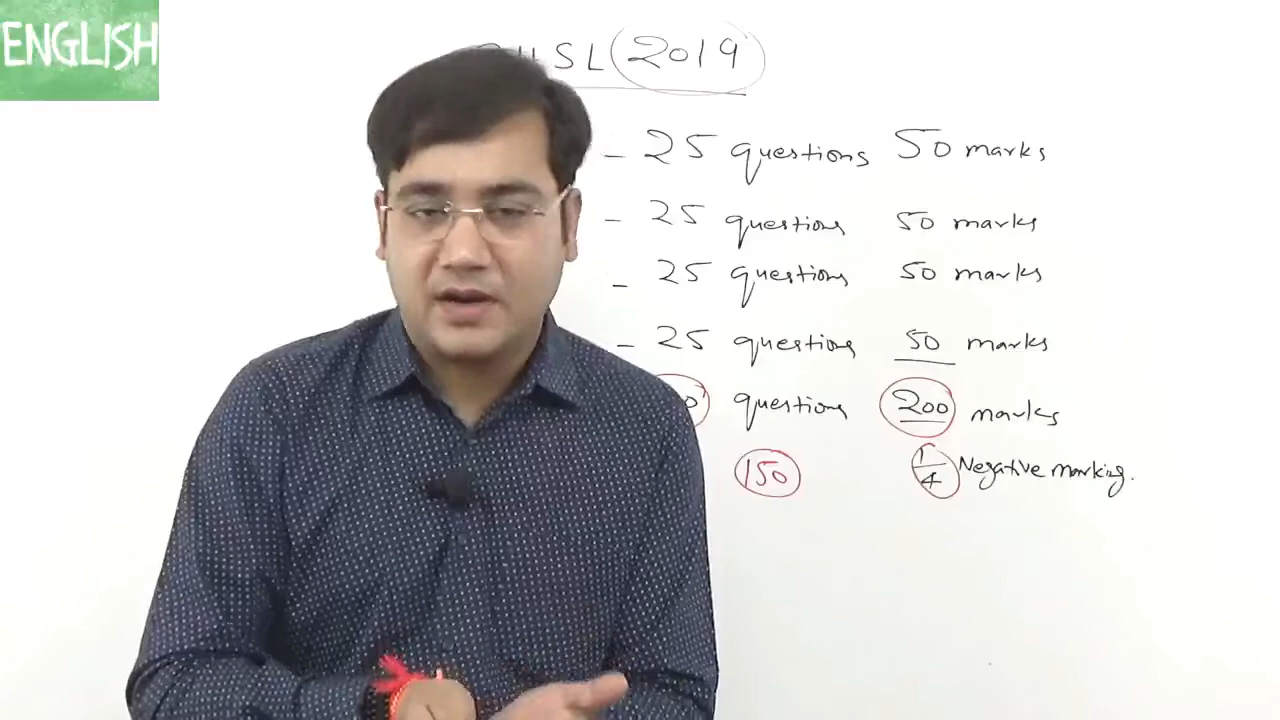 ENGLISH
SL (2019)
- 25 questions 50 marks
- 25 questions 50 marks
- 25 questions 50 marks
- 25 questions 50 marks
questions 200 marks
150 1/4 Negative marking.